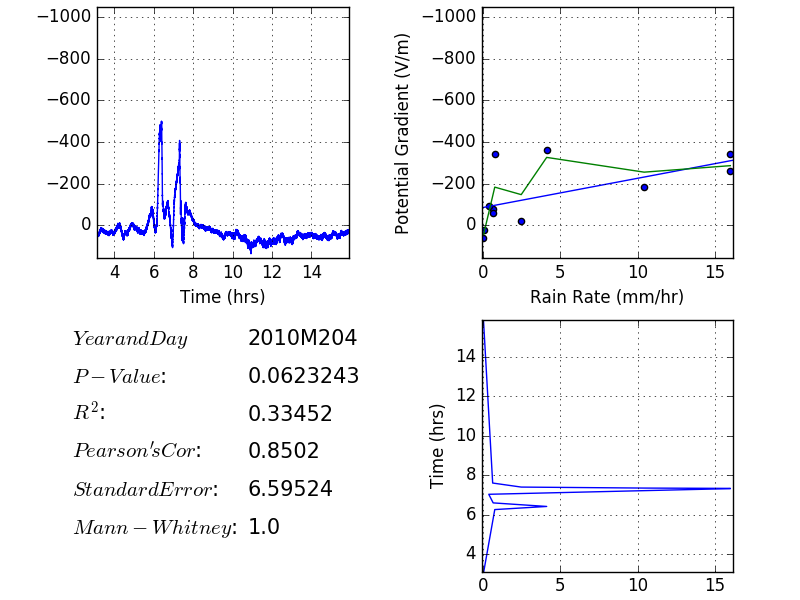 −1000
−800
−600
−400
−200
0
4 6 8 10 12 14
Time (hrs)
Potential Gradient (V/m)
−1000
−800
−600
−400
−200
0
0 5 10 15
Rain Rate (mm/hr)
YearandDay 2010M204
P−Value: 0.0623243
R²: 0.33452
Pearson'sCor: 0.8502
StandardError: 6.59524
Mann−Whitney: 1.0
Time (hrs)
14
12
10
8
6
4
0 5 10 15